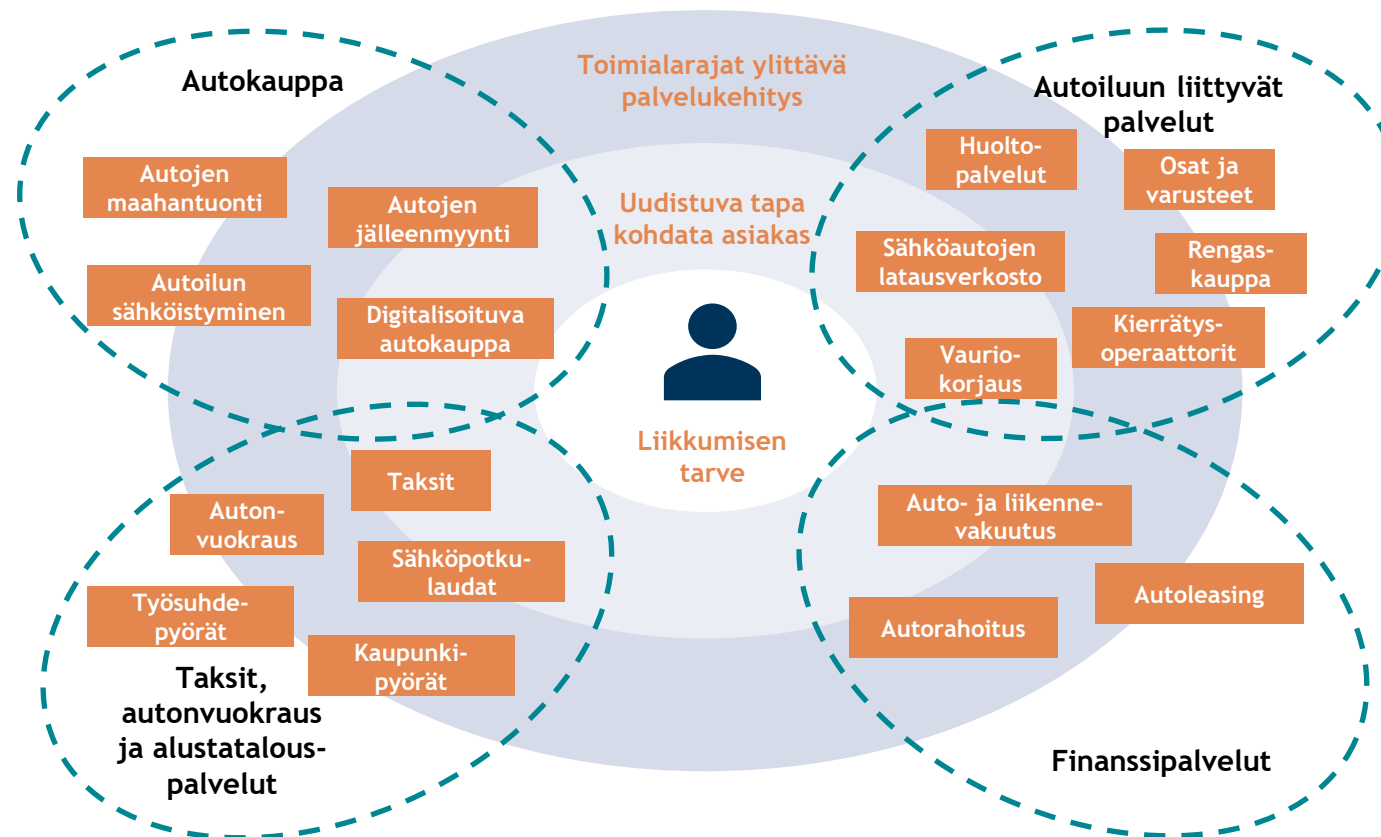 Toimialarajat ylittävä
palvelukehitys
Uudistuva tapa
kohdata asiakas
Liikkumisen
tarve
Autokauppa
Autojen
maahantuonti
Autojen
jälleenmyynti
Autoilun
sähköistyminen
Digitalisoituva
autokauppa
Autoiluun liittyvät
palvelut
Huolto-
palvelut
Osat ja
varusteet
Sähköautojen
latausverkosto
Rengas-
kauppa
Kierrätys-
operaattorit
Vaurio-
korjaus
Taksit
Auton-
vuokraus
Sähköpotku-
laudat
Työsuhde-
pyörät
Kaupunki-
pyörät
Taksit,
autonvuokraus
ja alustatalous-
palvelut
Auto- ja liikenne-
vakuutus
Autoleasing
Autorahoitus
Finanssipalvelut